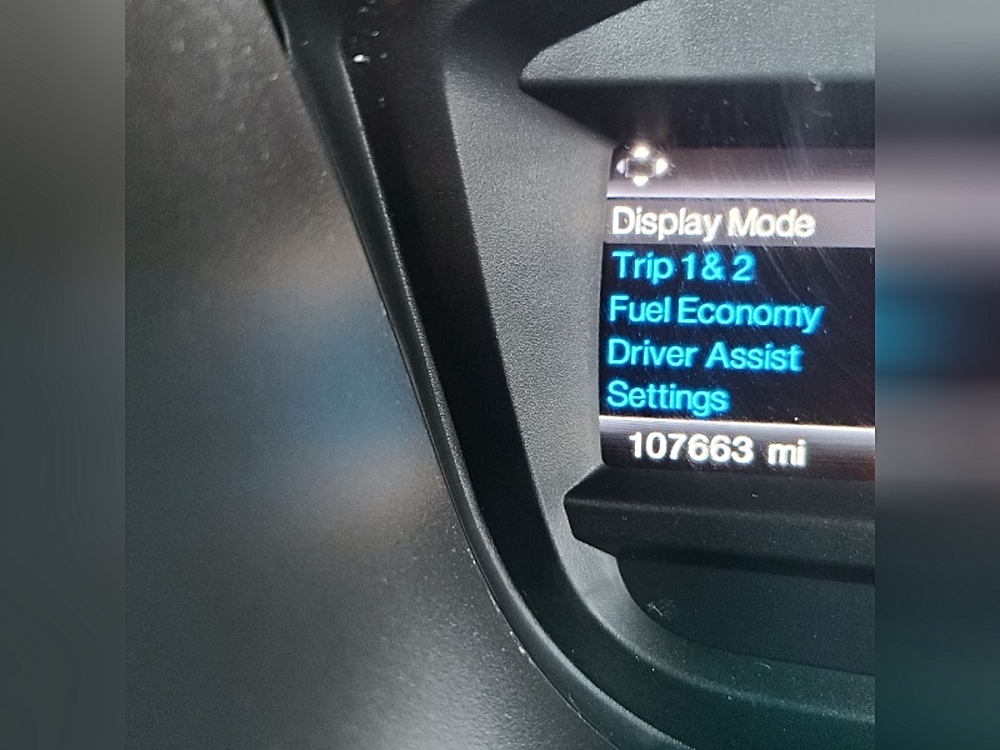 Display Mode
Trip 1 & 2
Fuel Economy
Driver Assist
Settings
107663 mi